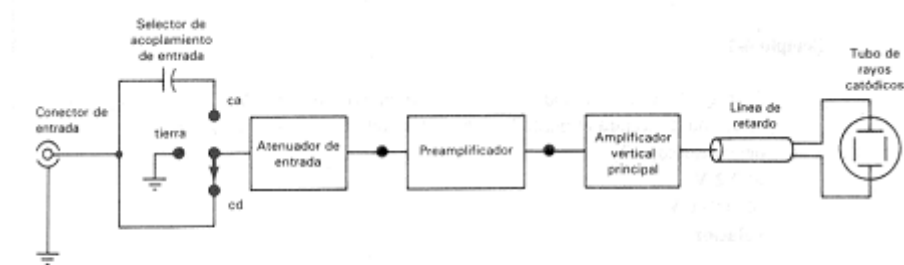 Selector de
acoplamiento
de entrada
Conector de
entrada
ca
tierra
cd
Atenuador de
entrada
Preamplificador
Amplificador
vertical
principal
Línea de
retardo
Tubo de
rayos
catódicos